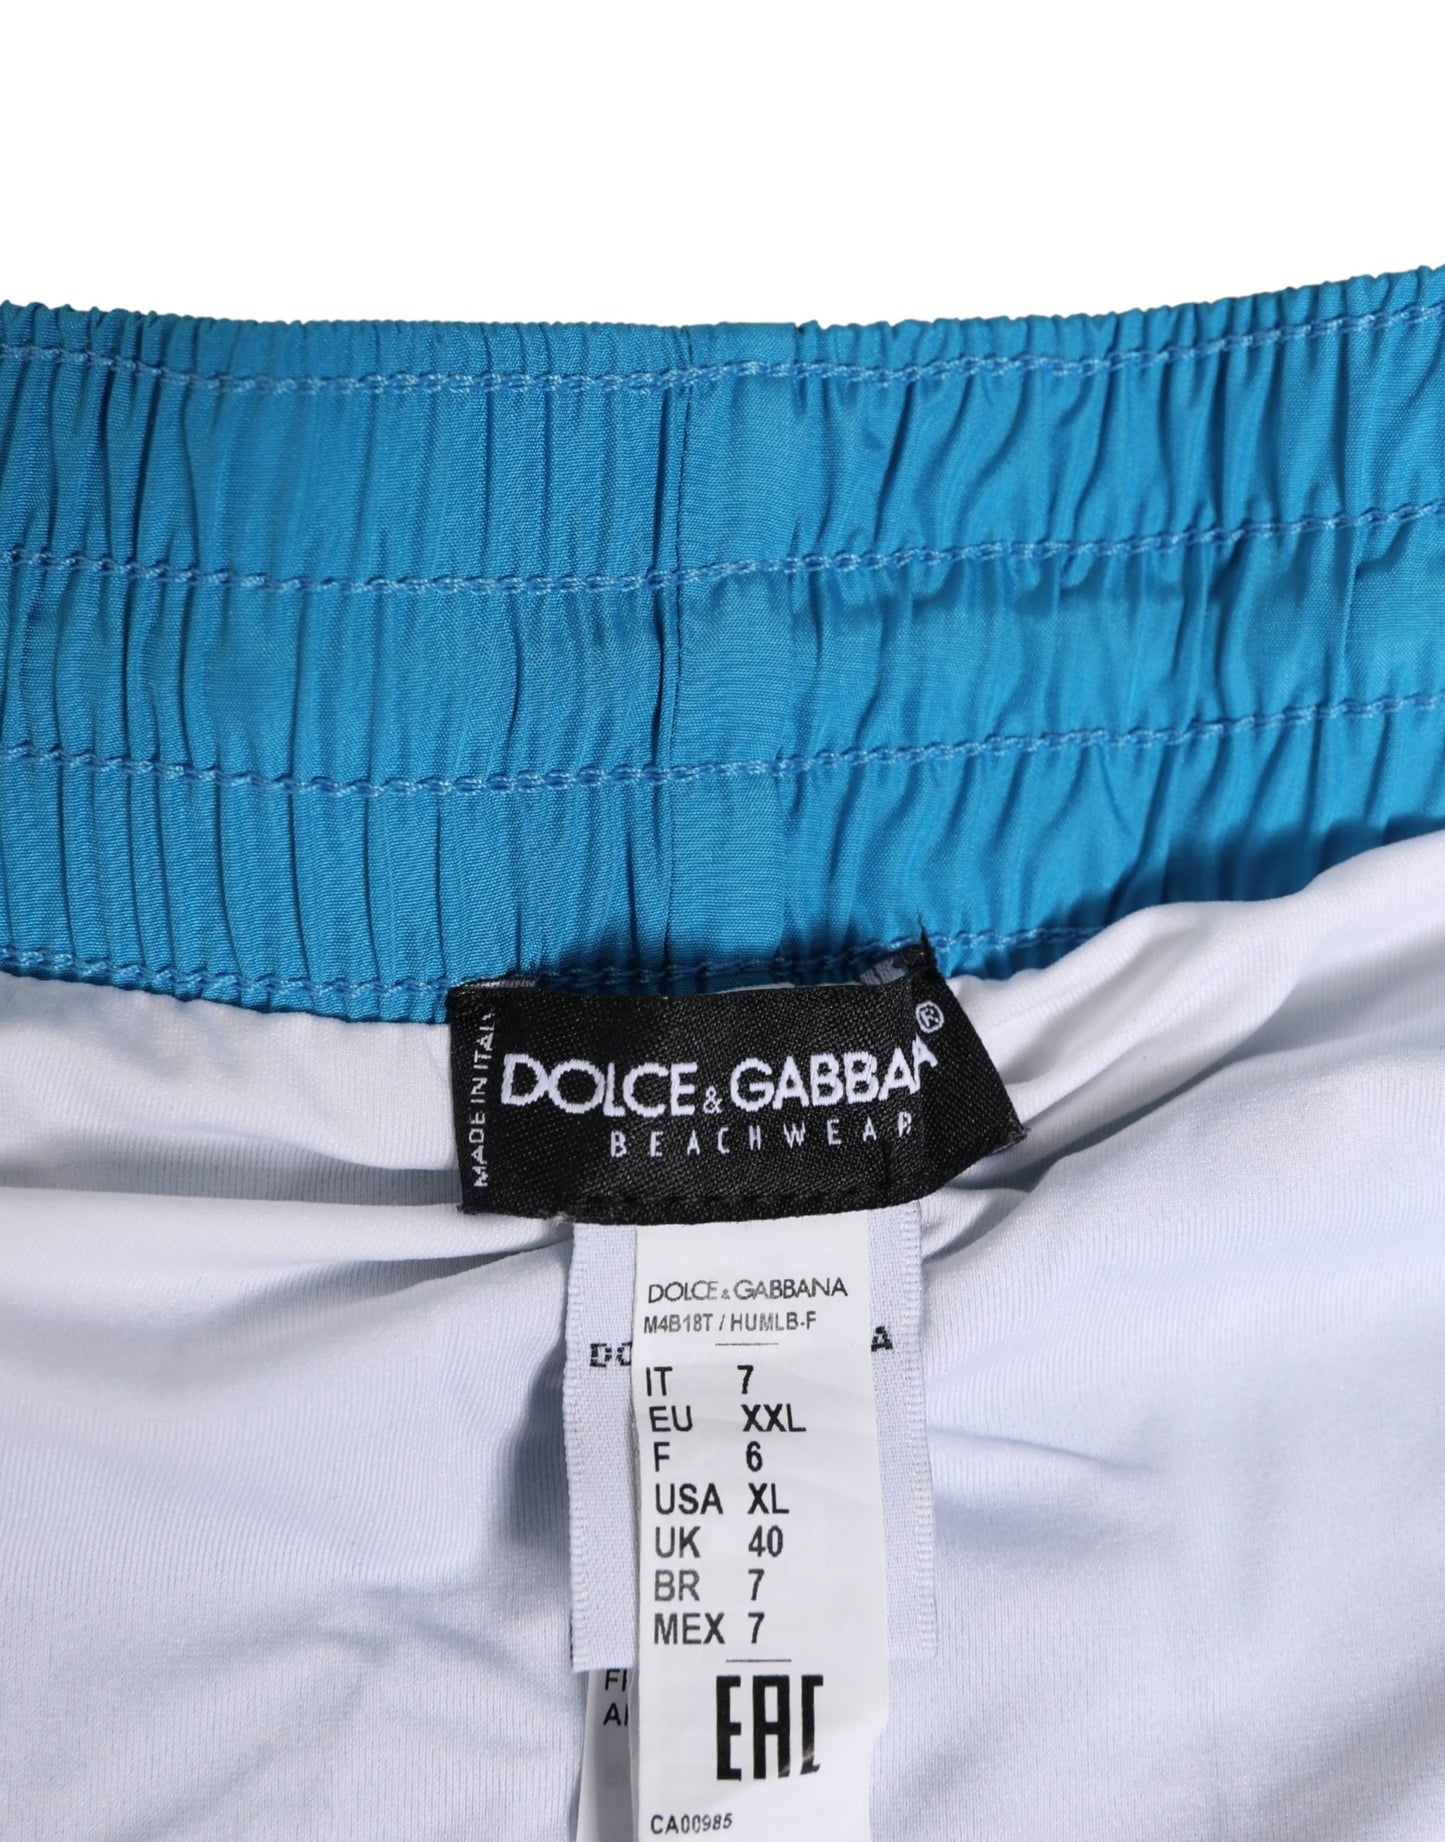 MADE IN ITALY
DOLCE & GABBANA®
BEACHWEAR
DOLCE & GABBANA
M4B18T / HUMLB-F
IT 7
EU XXL
F 6
USA XL
UK 40
BR 7
MEX 7
EAC
CA00985